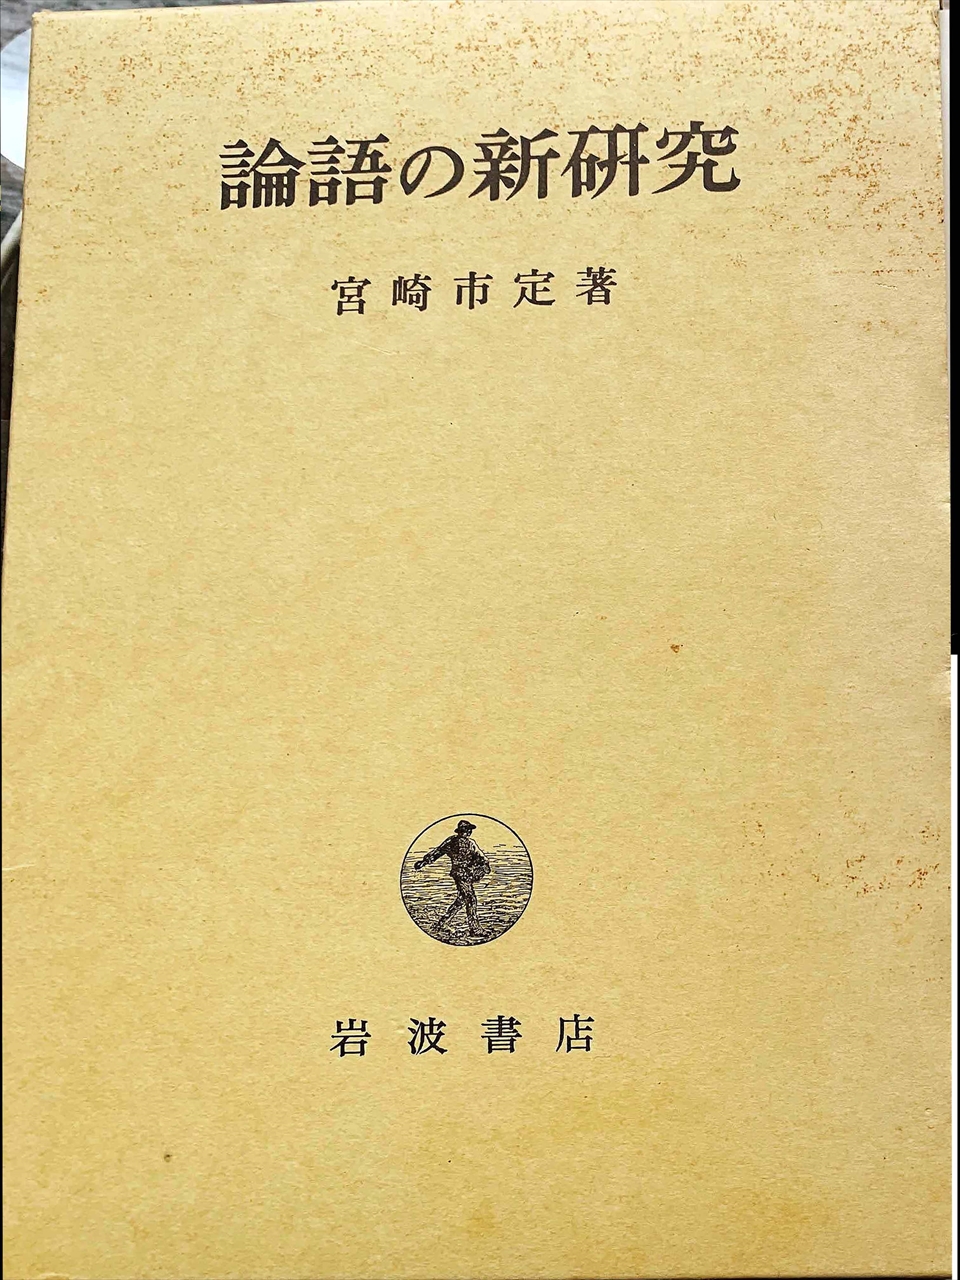 論語の新研究
宮崎市定著
岩波書店